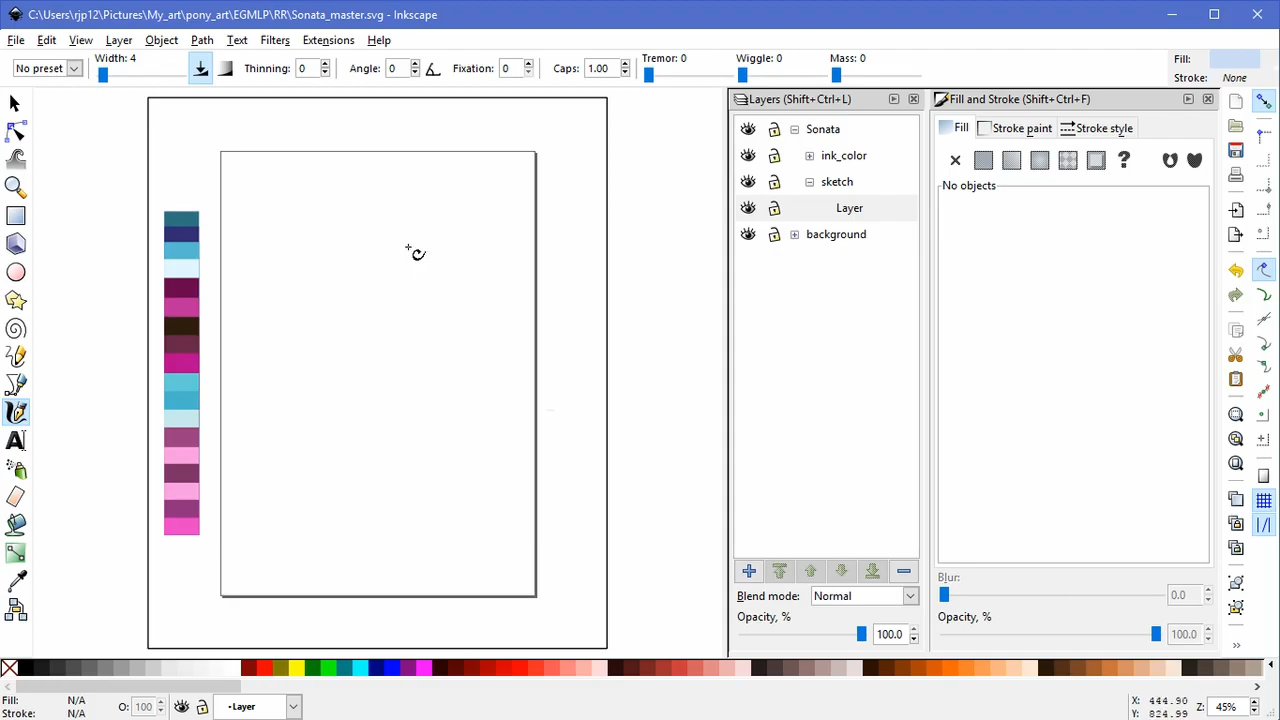 C:\Users\rjp12\Pictures\My_art\pony_art\EGMLP\RR\Sonata_master.svg - Inkscape
File Edit View Layer Object Path Text Filters Extensions Help
No preset Width: 4 Thinning: 0 Angle: 0 Fixation: 0 Caps: 1.00 Tremor: 0 Wiggle: 0 Mass: 0 Fill:
Stroke: None
Layers (Shift+Ctrl+L) Fill and Stroke (Shift+Ctrl+F)
Sonata Fill Stroke paint Stroke style
ink_color
sketch No objects
Layer
background
Blur: 0.0
Blend mode: Normal
Opacity, % 100.0 Opacity, % 100.0
Fill: N/A
Stroke: N/A
O: 100
•Layer
X: 444.90
Y: 824.99
Z: 45%